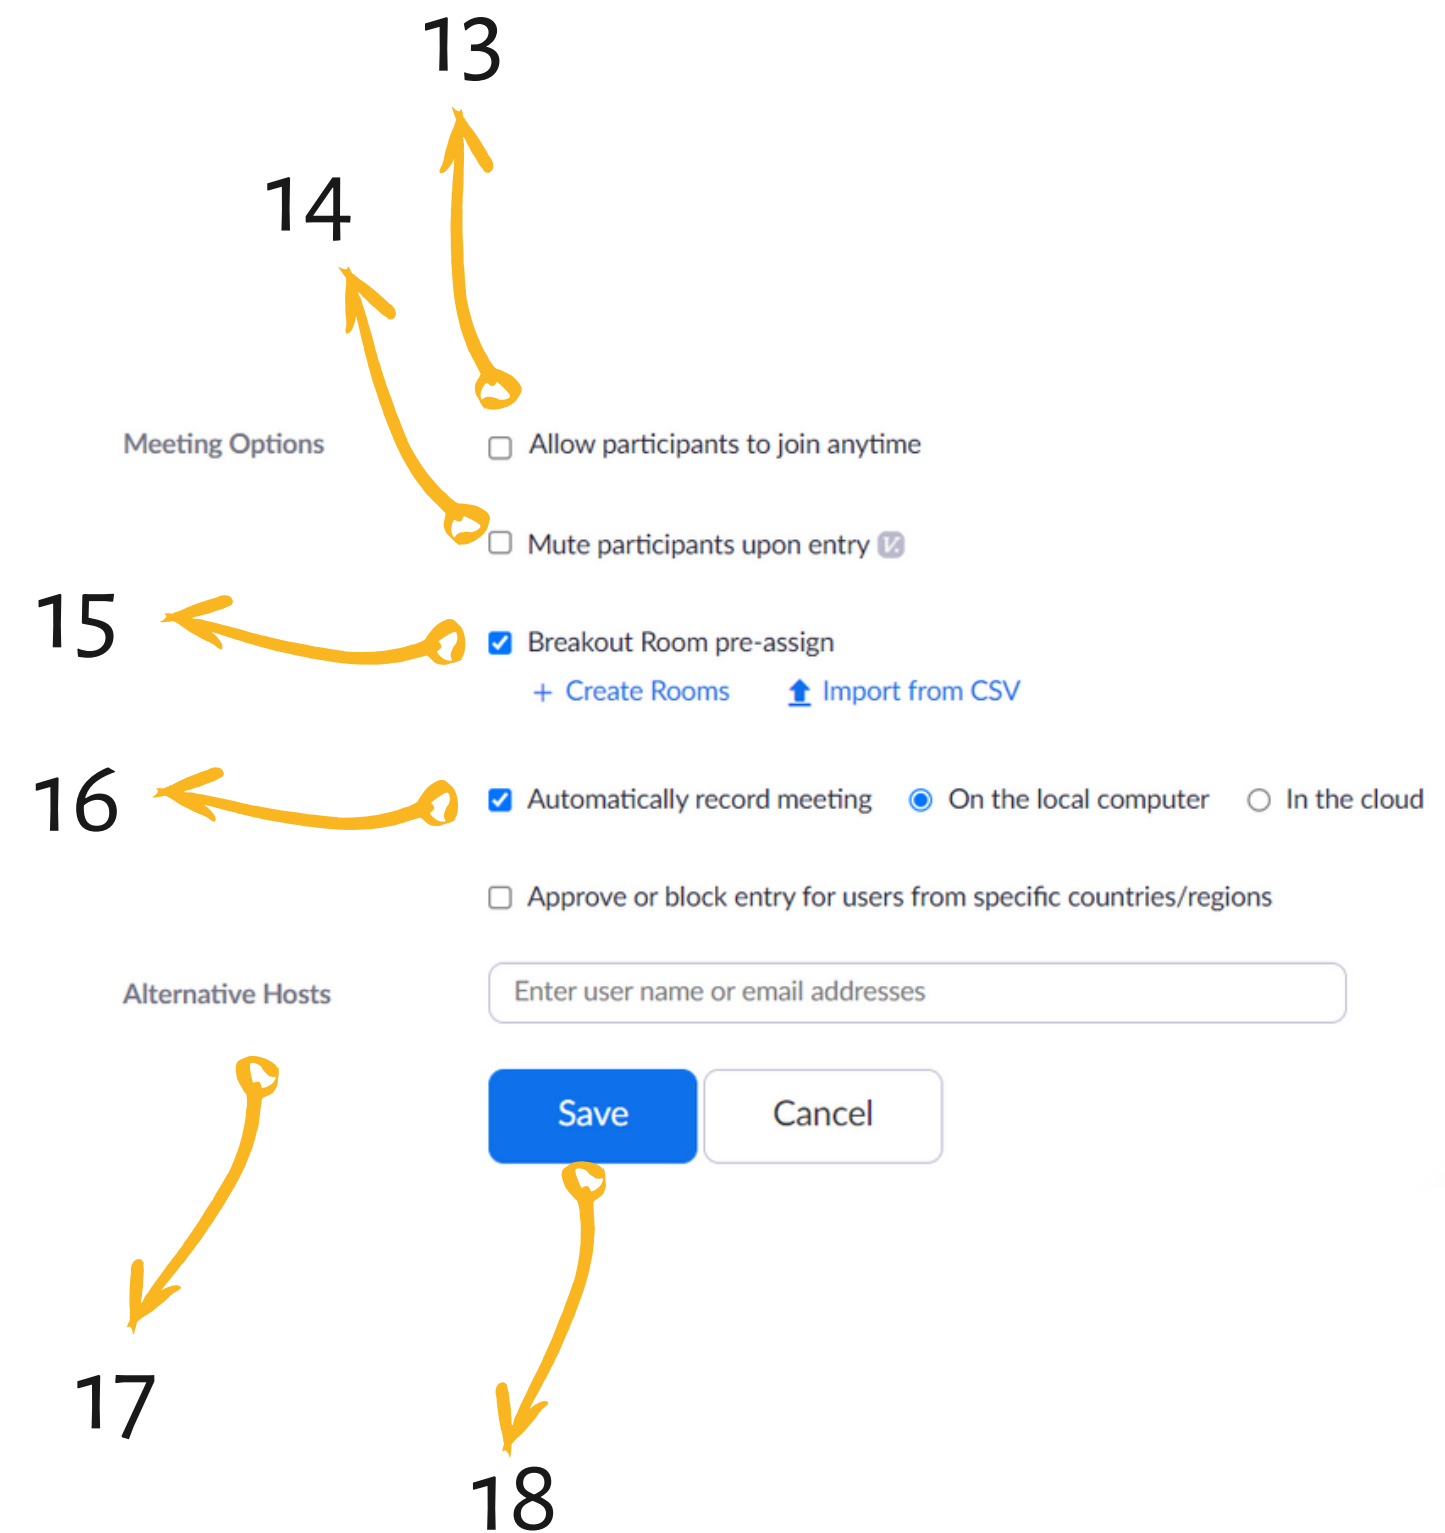 13
14
Meeting Options
Allow participants to join anytime
Mute participants upon entry
15
Breakout Room pre-assign
+ Create Rooms Import from CSV
16
Automatically record meeting On the local computer In the cloud
Approve or block entry for users from specific countries/regions
Alternative Hosts
Enter user name or email addresses
Save Cancel
17
18